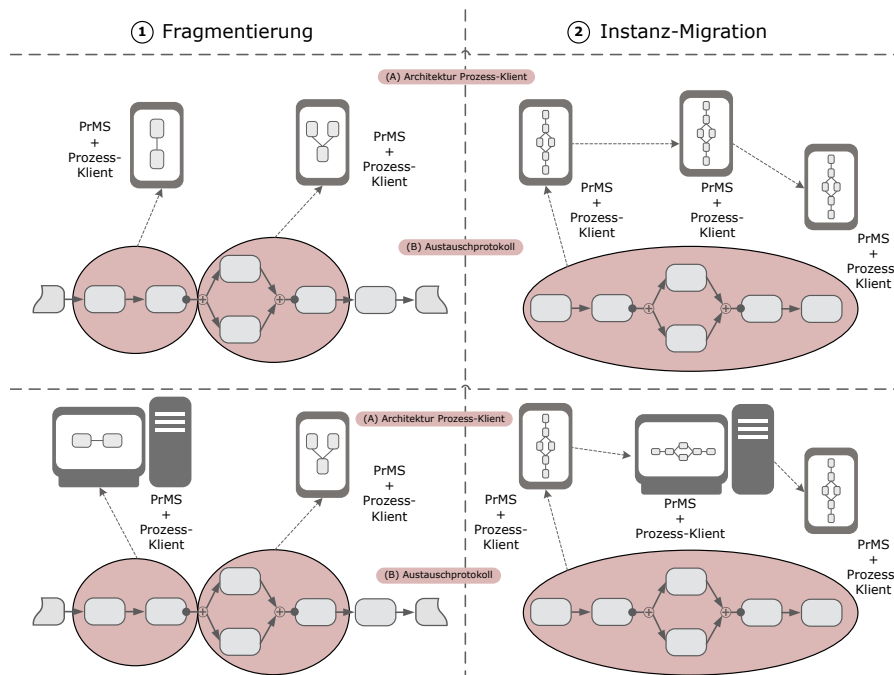 1 Fragmentierung
2 Instanz-Migration
(A) Architektur Prozess-Klient
PrMS
+
Prozess-
Klient
PrMS
+
Prozess-
Klient
PrMS
+
Prozess-
Klient
PrMS
+
Prozess-
Klient
PrMS
+
Prozess-
Klient
(B) Austauschprotokoll
(A) Architektur Prozess-Klient
PrMS
+
Prozess-
Klient
PrMS
+
Prozess-
Klient
PrMS
+
Prozess-
Klient
PrMS
+
Prozess-Klient
PrMS
+
Prozess-
Klient
(B) Austauschprotokoll